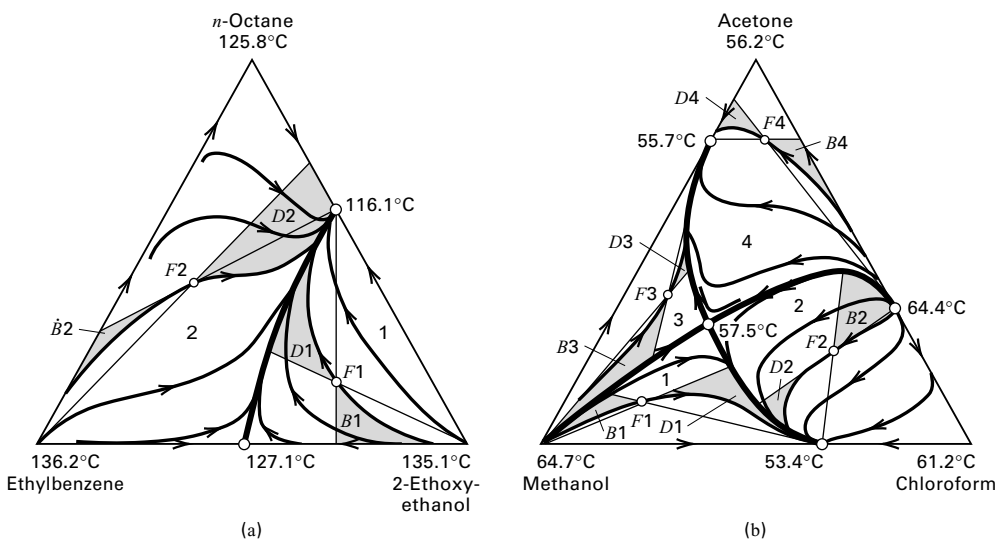 n-Octane
125.8°C
D2
116.1°C
F2
Ḃ2
2
1
D1
F1
B1
136.2°C
127.1°C
135.1°C
Ethylbenzene
2-Ethoxy-
ethanol
(a)
Acetone
56.2°C
D4
F4
55.7°C
B4
D3
4
F3
2
3
57.5°C
B2
64.4°C
F2
B3
1
D2
B1
F1
D1
64.7°C
53.4°C
61.2°C
Methanol
Chloroform
(b)